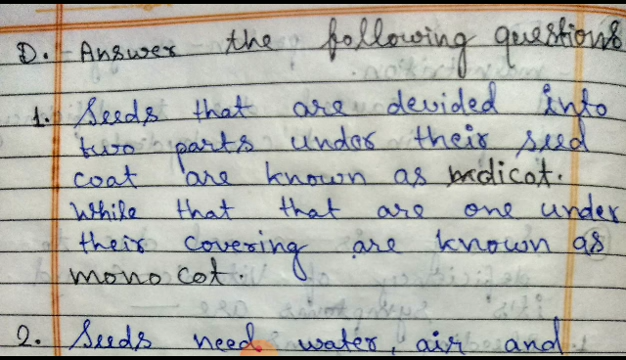 D. - Answer the following questions
1. Seeds that are devided into
two parts under their seed
coat are known as mdicot.
While that that are one under
their covering are known as
mono cot.
2. Seeds need water, air and